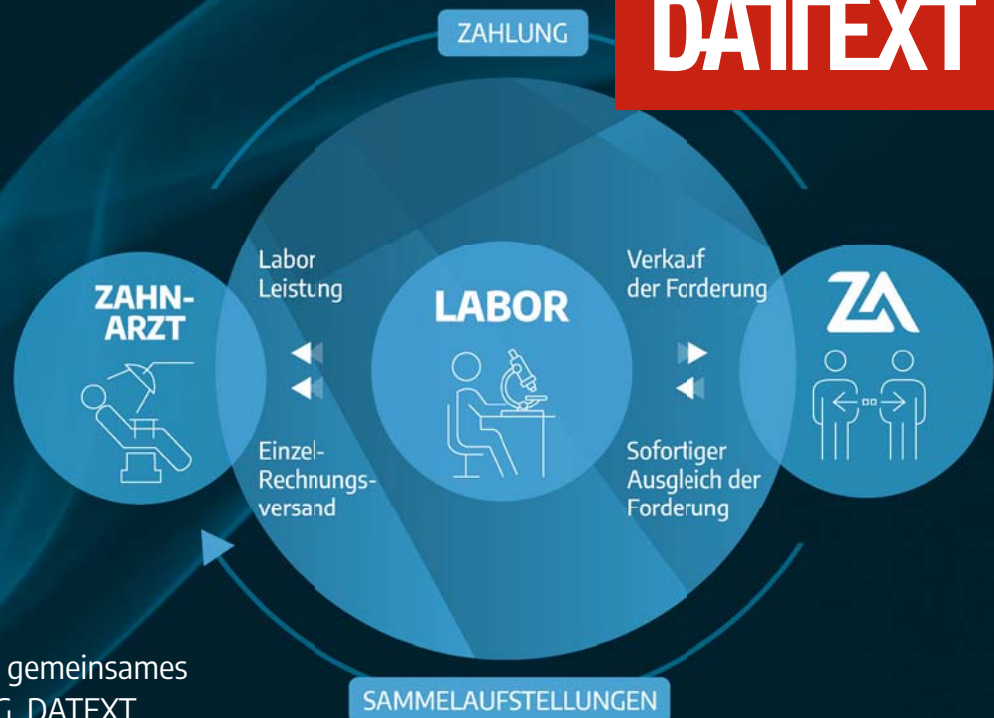 ZAHLUNG
DATEXT
Labor
Leistung
Verkauf
der Forderung
ZAHN-
ARZT
LABOR
ZA
Einzel-
Rechnungs-
versand
Sofortiger
Ausgleich der
Forderung
gemeinsames
G, DATEXT
SAMMELAUFSTELLUNGEN